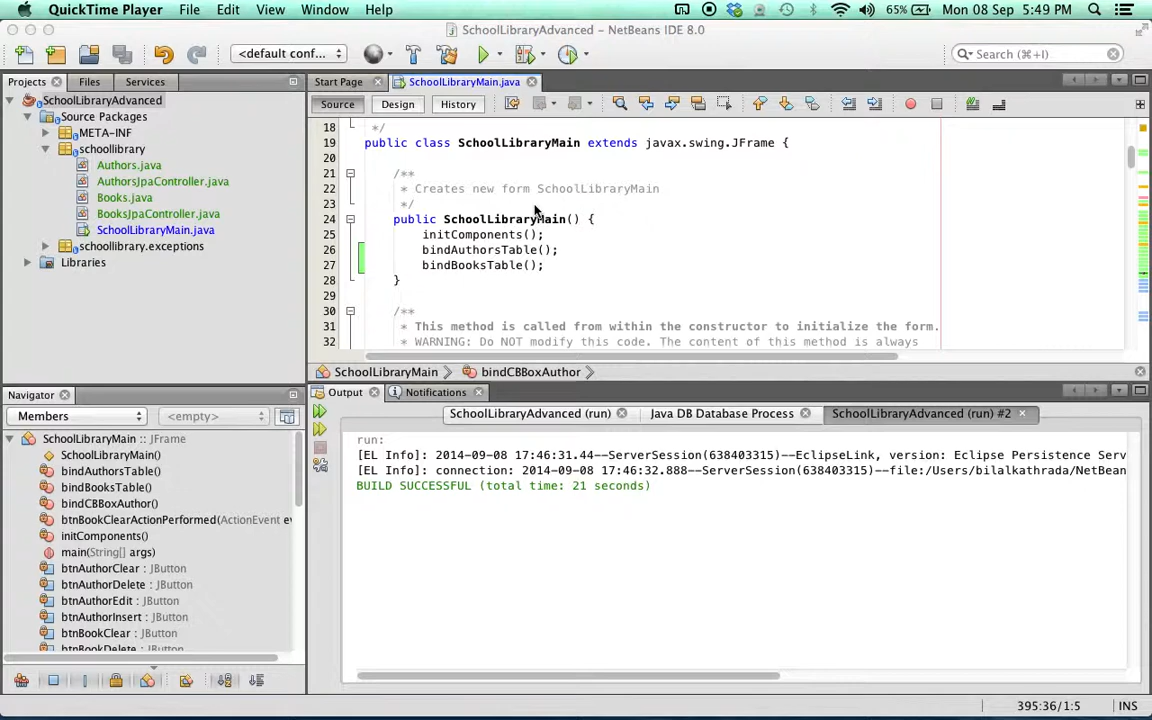 QuickTime Player File Edit View Window Help 65% Mon 08 Sep 5:49 PM
SchoolLibraryAdvanced – NetBeans IDE 8.0
<default conf... Search (⌘+I)
Projects Files Services
Start Page SchoolLibraryMain.java
SchoolLibraryAdvanced
Source Packages
META-INF
schoollibrary
Authors.java
AuthorsJpaController.java
Books.java
BooksJpaController.java
SchoolLibraryMain.java
schoollibrary.exceptions
Libraries
Source Design History
18 */
19 public class SchoolLibraryMain extends javax.swing.JFrame {
20
21 /**
22 * Creates new form SchoolLibraryMain
23 */
24 public SchoolLibraryMain() {
25 initComponents();
26 bindAuthorsTable();
27 bindBooksTable();
28 }
29
30 /**
31 * This method is called from within the constructor to initialize the form.
32 * WARNING: Do NOT modify this code. The content of this method is always
SchoolLibraryMain bindCBBoxAuthor
Navigator
Members <empty>
SchoolLibraryMain :: JFrame
SchoolLibraryMain()
bindAuthorsTable()
bindBooksTable()
bindCBBoxAuthor()
btnBookClearActionPerformed(ActionEvent ev
initComponents()
main(String[] args)
btnAuthorClear : JButton
btnAuthorDelete : JButton
btnAuthorEdit : JButton
btnAuthorInsert : JButton
btnBookClear : JButton
btnBookDelete : JButton
Output Notifications
SchoolLibraryAdvanced (run) Java DB Database Process SchoolLibraryAdvanced (run) #2
run:
[EL Info]: 2014-09-08 17:46:31.44--ServerSession(638403315)--EclipseLink, version: Eclipse Persistence Serv
[EL Info]: connection: 2014-09-08 17:46:32.888--ServerSession(638403315)--file:/Users/bilalkathrada/NetBean
BUILD SUCCESSFUL (total time: 21 seconds)
395:36/1:5 INS